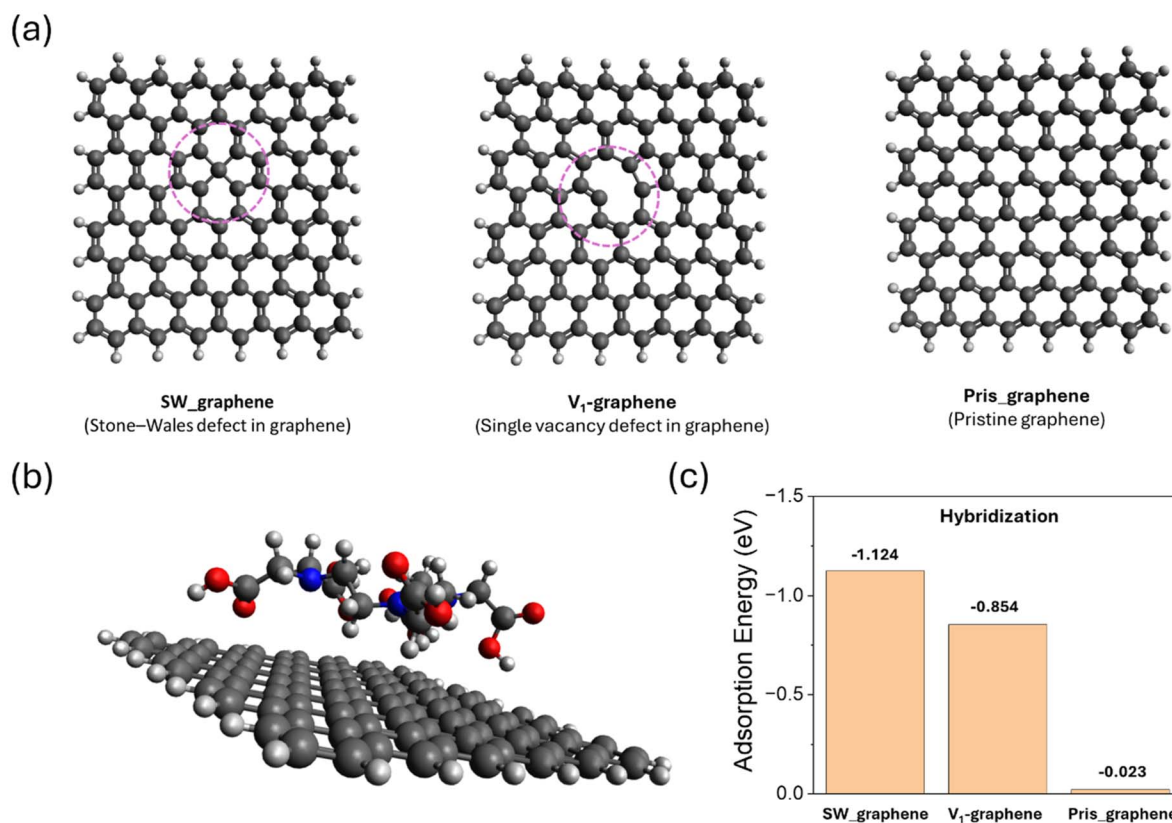 (a)
SW_graphene
(Stone–Wales defect in graphene)
V₁-graphene
(Single vacancy defect in graphene)
Pris_graphene
(Pristine graphene)
(b)
(c)
Adsorption Energy (eV)
−1.5
−1.0
−0.5
0.0
Hybridization
-1.124
-0.854
-0.023
SW_graphene
V₁-graphene
Pris_graphene